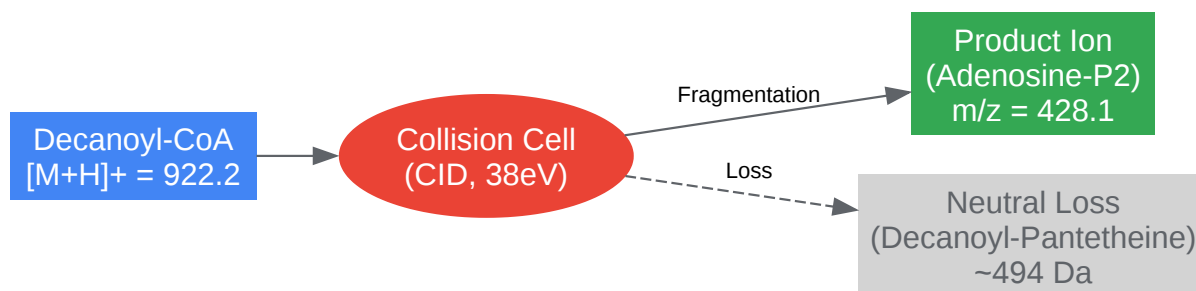 Decanoyl-CoA
[M+H]+ = 922.2
Collision Cell
(CID, 38eV)
Fragmentation
Loss
Product Ion
(Adenosine-P2)
m/z = 428.1
Neutral Loss
(Decanoyl-Pantetheine)
~494 Da